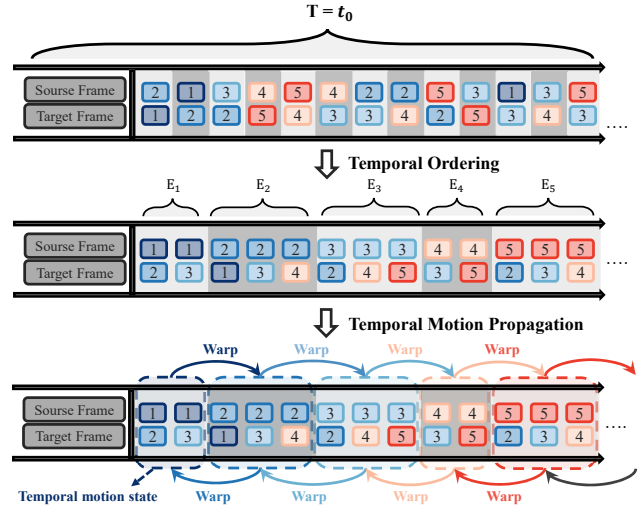 T = t₀
Sourse Frame 2 1 3 4 5 4 2 2 5 3 1 3 5
Target Frame 1 2 2 5 4 3 3 4 2 5 3 4 3 ....
Temporal Ordering
E₁ E₂ E₃ E₄ E₅
Sourse Frame 1 1 2 2 2 3 3 3 4 4 5 5 5
Target Frame 2 3 1 3 4 2 4 5 3 5 2 3 4 ....
Temporal Motion Propagation
Warp Warp Warp Warp
Sourse Frame 1 1 2 2 2 3 3 3 4 4 5 5 5
Target Frame 2 3 1 3 4 2 4 5 3 5 2 3 4 ....
Temporal motion state Warp Warp Warp Warp